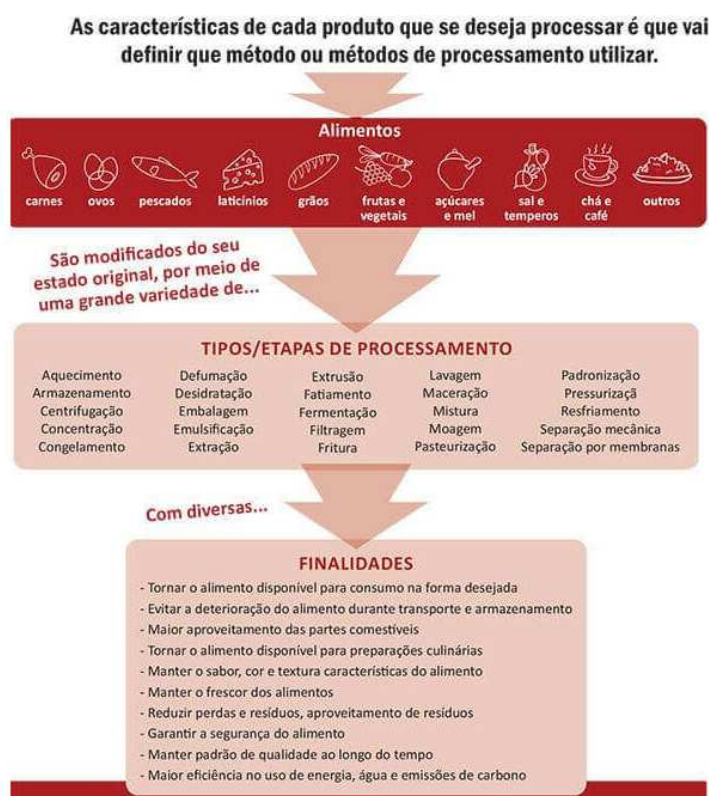 As características de cada produto que se deseja processar é que vai
definir que método ou métodos de processamento utilizar.
Alimentos
carnes
ovos
pescados
laticínios
grãos
frutas e
vegetais
açúcares
e mel
sal e
temperos
chá e
café
outros
São modificados do seu
estado original, por meio de
uma grande variedade de...
TIPOS/ETAPAS DE PROCESSAMENTO
Aquecimento
Armazenamento
Centrifugação
Concentração
Congelamento
Defumação
Desidratação
Embalagem
Emulsificação
Extração
Extrusão
Fatiamento
Fermentação
Filtragem
Fritura
Lavagem
Maceração
Mistura
Moagem
Pasteurização
Padronização
Pressurizaçã
Resfriamento
Separação mecânica
Separação por membranas
Com diversas...
FINALIDADES
- Tornar o alimento disponível para consumo na forma desejada
- Evitar a deterioração do alimento durante transporte e armazenamento
- Maior aproveitamento das partes comestíveis
- Tornar o alimento disponível para preparações culinárias
- Manter o sabor, cor e textura características do alimento
- Manter o frescor dos alimentos
- Reduzir perdas e resíduos, aproveitamento de resíduos
- Garantir a segurança do alimento
- Manter padrão de qualidade ao longo do tempo
- Maior eficiência no uso de energia, água e emissões de carbono